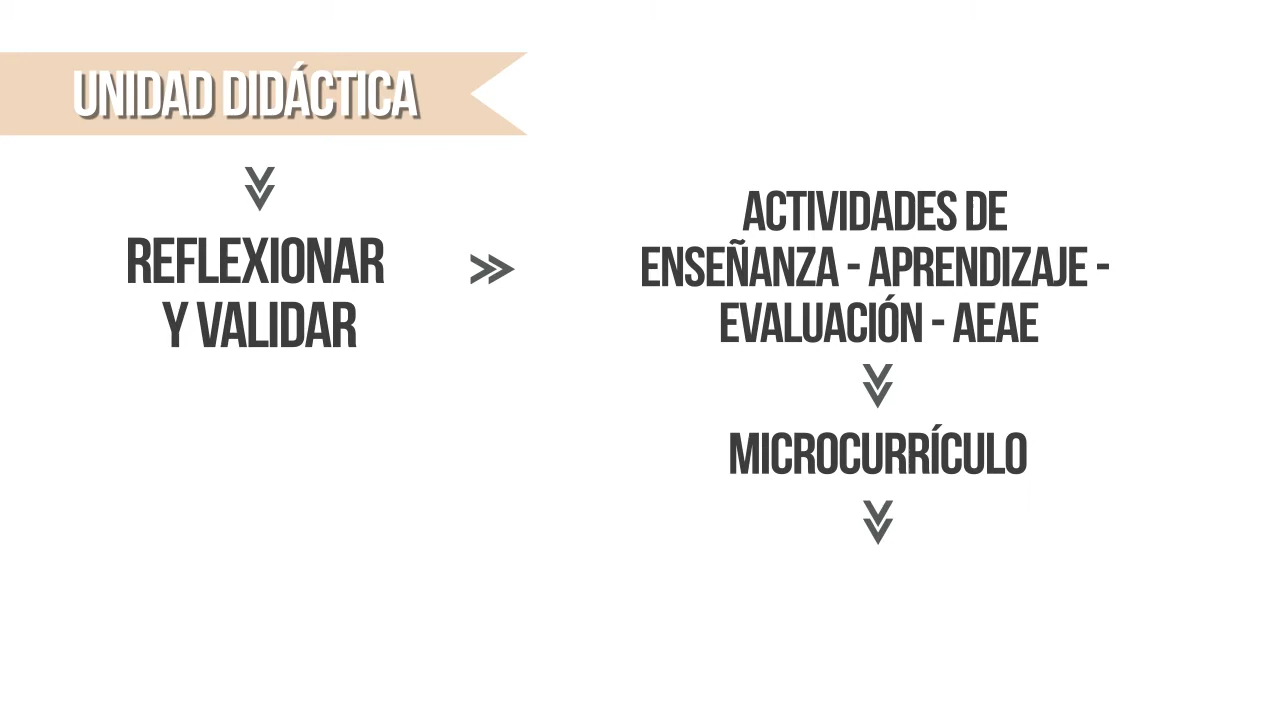 UNIDAD DIDÁCTICA
REFLEXIONAR
Y VALIDAR
ACTIVIDADES DE
ENSEÑANZA - APRENDIZAJE -
EVALUACIÓN - AEAE
MICROCURRÍCULO